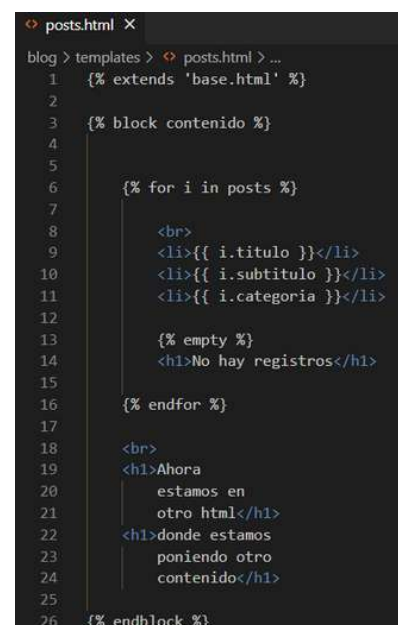 posts.html X
blog > templates > posts.html > ...
1 {% extends 'base.html' %}
2
3 {% block contenido %}
4
5
6 {% for i in posts %}
7
8 <br>
9 <li>{{ i.titulo }}</li>
10 <li>{{ i.subtitulo }}</li>
11 <li>{{ i.categoria }}</li>
12
13 {% empty %}
14 <h1>No hay registros</h1>
15
16 {% endfor %}
17
18 <br>
19 <h1>Ahora
20 estamos en
21 otro html</h1>
22 <h1>donde estamos
23 poniendo otro
24 contenido</h1>
25
26 {% endblock %}